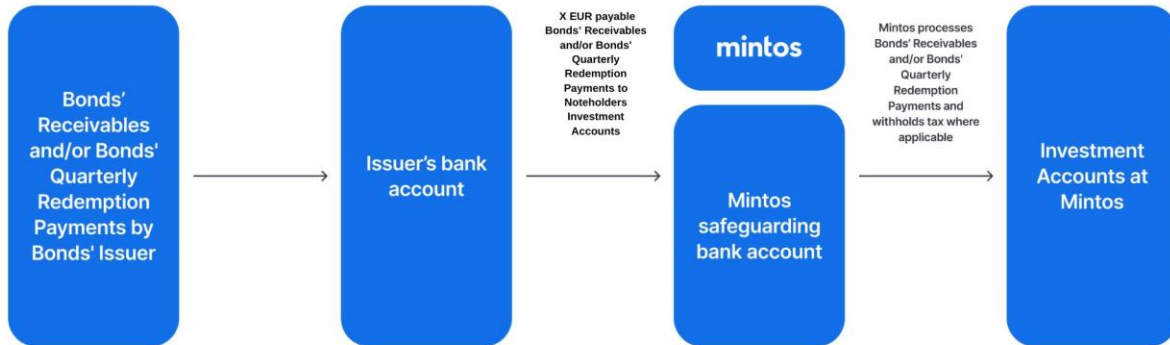 Bonds’
Receivables
and/or Bonds'
Quarterly
Redemption
Payments by
Bonds' Issuer
Issuer’s bank
account
X EUR payable
Bonds’ Receivables
and/or Bonds'
Quarterly
Redemption
Payments to
Noteholders
Investment
Accounts
mintos
Mintos
safeguarding
bank account
Mintos processes
Bonds’ Receivables
and/or Bonds'
Quarterly
Redemption
Payments and
withholds tax where
applicable
Investment
Accounts at
Mintos